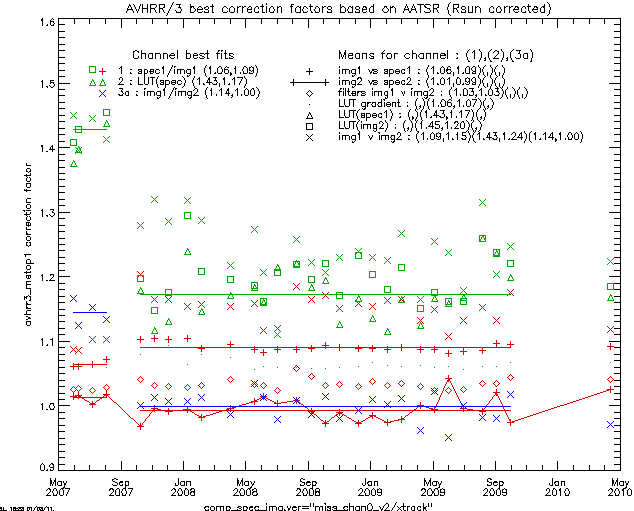 AVHRR/3 best correction factors based on AATSR (Rsun corrected)
Channel best fits
1 : spec1/img1 (1.06,1.09)
2 : LUT(spec) (1.43,1.17)
3a : img1/img2 (1.14,1.00)
Means for channel : (1),(2),(3a)
img1 vs spec1 : (1.06,1.09)(,)(,)
img2 vs spec2 : (1.01,0.99)(,)(,)
filters img1 v img2 : (1.03,1.03)(,)(,)
LUT gradient : (,)(1.06,1.07)(,)
LUT(spec1) : (,)(1.43,1.17)(,)
LUT(img2) : (,)(1.45,1.20)(,)
img1 v img2 : (1.09,1.15)(1.43,1.24)(1.14,1.00)
avhrr3_metop1 correction factor
1.6
1.5
1.4
1.3
1.2
1.1
1.0
0.9
May 2007
Sep 2007
Jan 2008
May 2008
Sep 2008
Jan 2009
May 2009
Sep 2009
Jan 2010
May 2010
comp_spec_img.ver="miss_chan0_v2/xtrack"